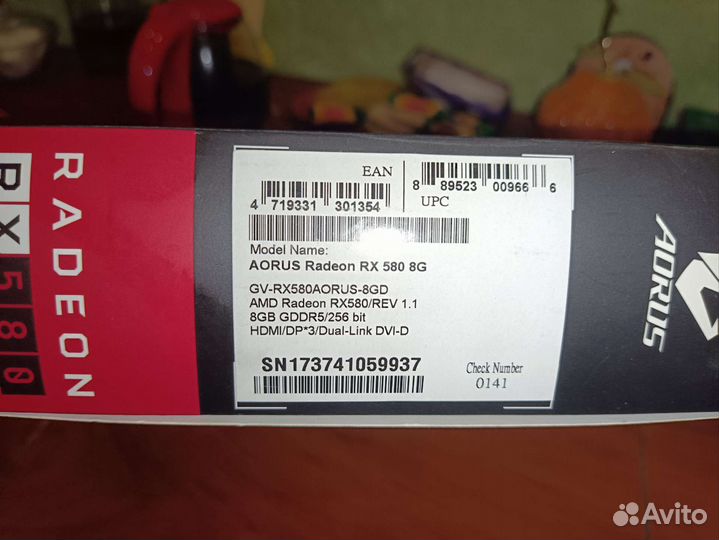 RADEON
RX 580
EAN
4 719331 301354
8 89523 00966 6
UPC
Model Name:
AORUS Radeon RX 580 8G
GV-RX580AORUS-8GD
AMD Radeon RX580/REV 1.1
8GB GDDR5/256 bit
HDMI/DP*3/Dual-Link DVI-D
SN173741059937
Check Number
0141
AORUS
Avito